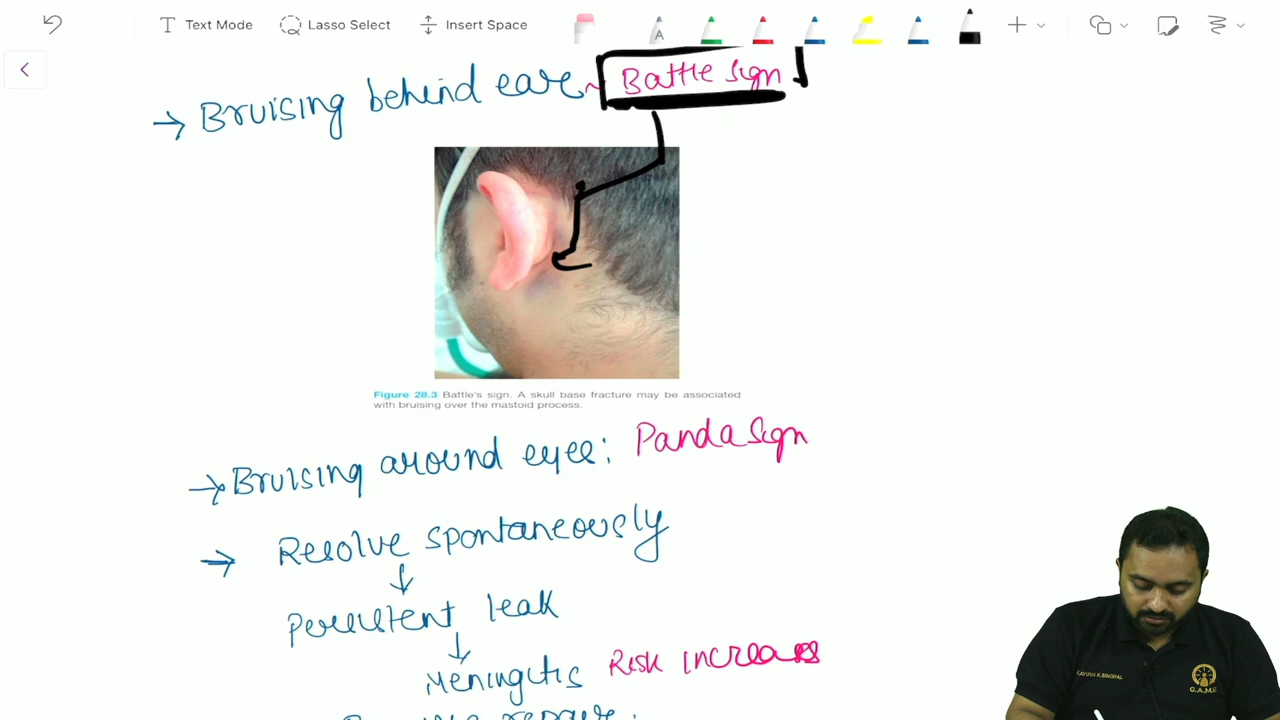 Text Mode
Lasso Select
Insert Space
A
→ Bruising behind ear ~ Battle sign
Figure 28.3 Battle's sign. A skull base fracture may be associated
with bruising over the mastoid process.
→ Bruising around eyes: Panda sign
→ Resolve spontaneously
↓
Persistent leak
↓
Meningitis Risk increases
repair:
G.A.M.E